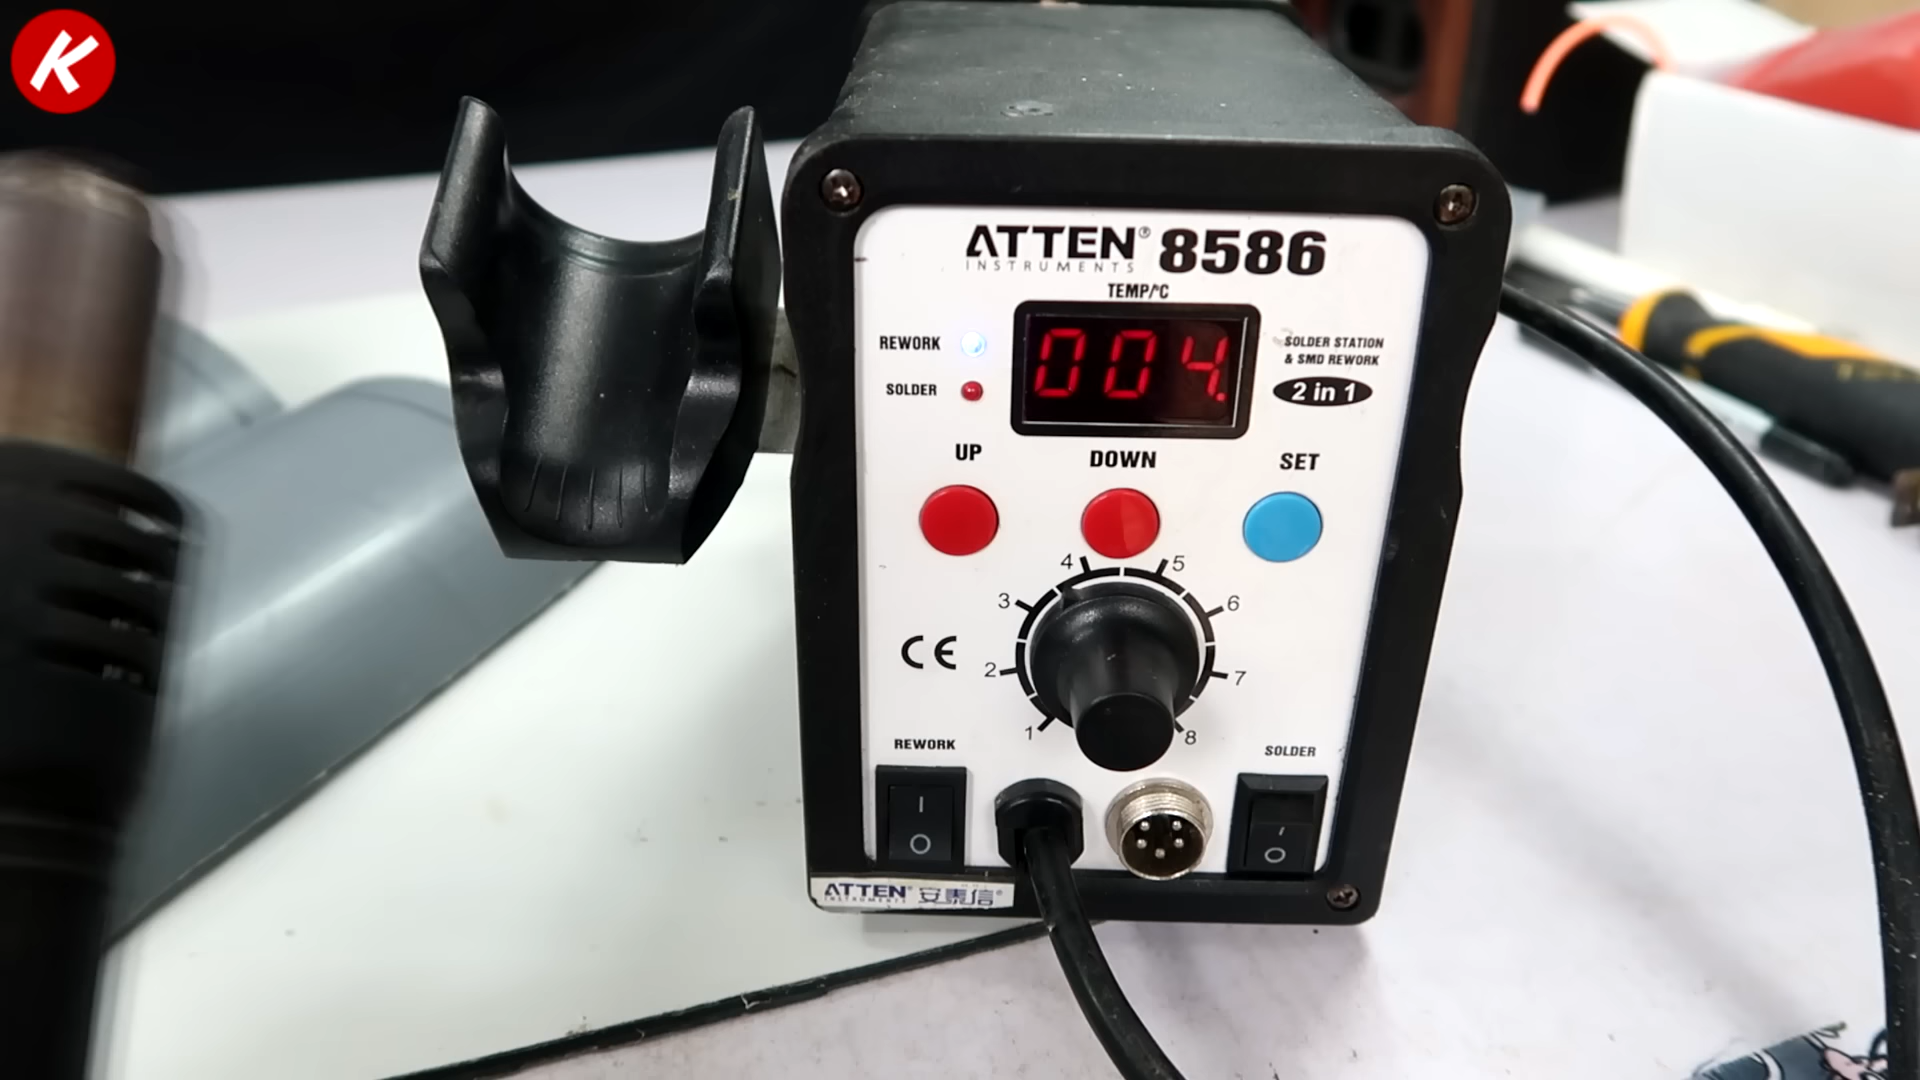 K
ATTEN® 8586
INSTRUMENTS
TEMP/°C
REWORK
004.
SOLDER STATION
& SMD REWORK
SOLDER
2 in 1
UP
DOWN
SET
4
5
3
6
CE
2
7
1
8
REWORK
SOLDER
I
O
I
O
ATTEN® 安泰信®
INSTRUMENTS